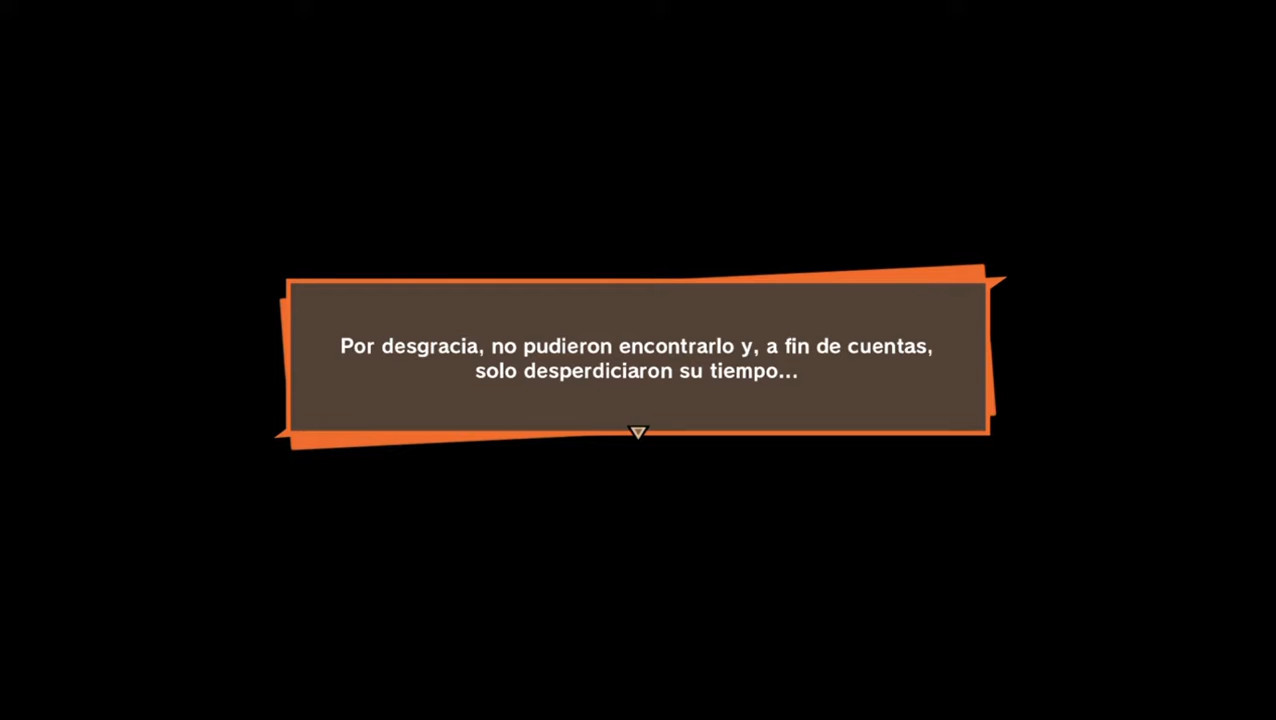 Por desgracia, no pudieron encontrarlo y, a fin de cuentas,
solo desperdiciaron su tiempo...